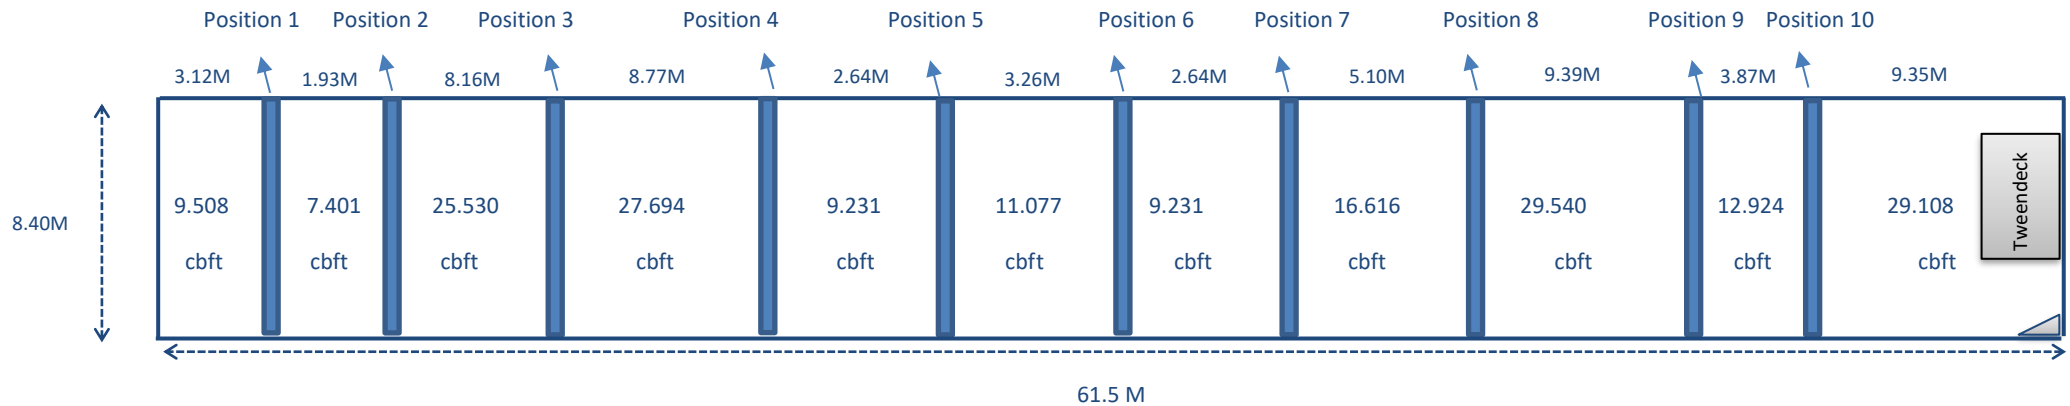 Position 1 Position 2 Position 3 Position 4 Position 5 Position 6 Position 7 Position 8 Position 9 Position 10
3.12M 1.93M 8.16M 8.77M 2.64M 3.26M 2.64M 5.10M 9.39M 3.87M 9.35M
9.508 7.401 25.530 27.694 9.231 11.077 9.231 16.616 29.540 12.924 29.108
cbft cbft cbft cbft cbft cbft cbft cbft cbft cbft cbft
Tweendeck
8.40M
61.5 M